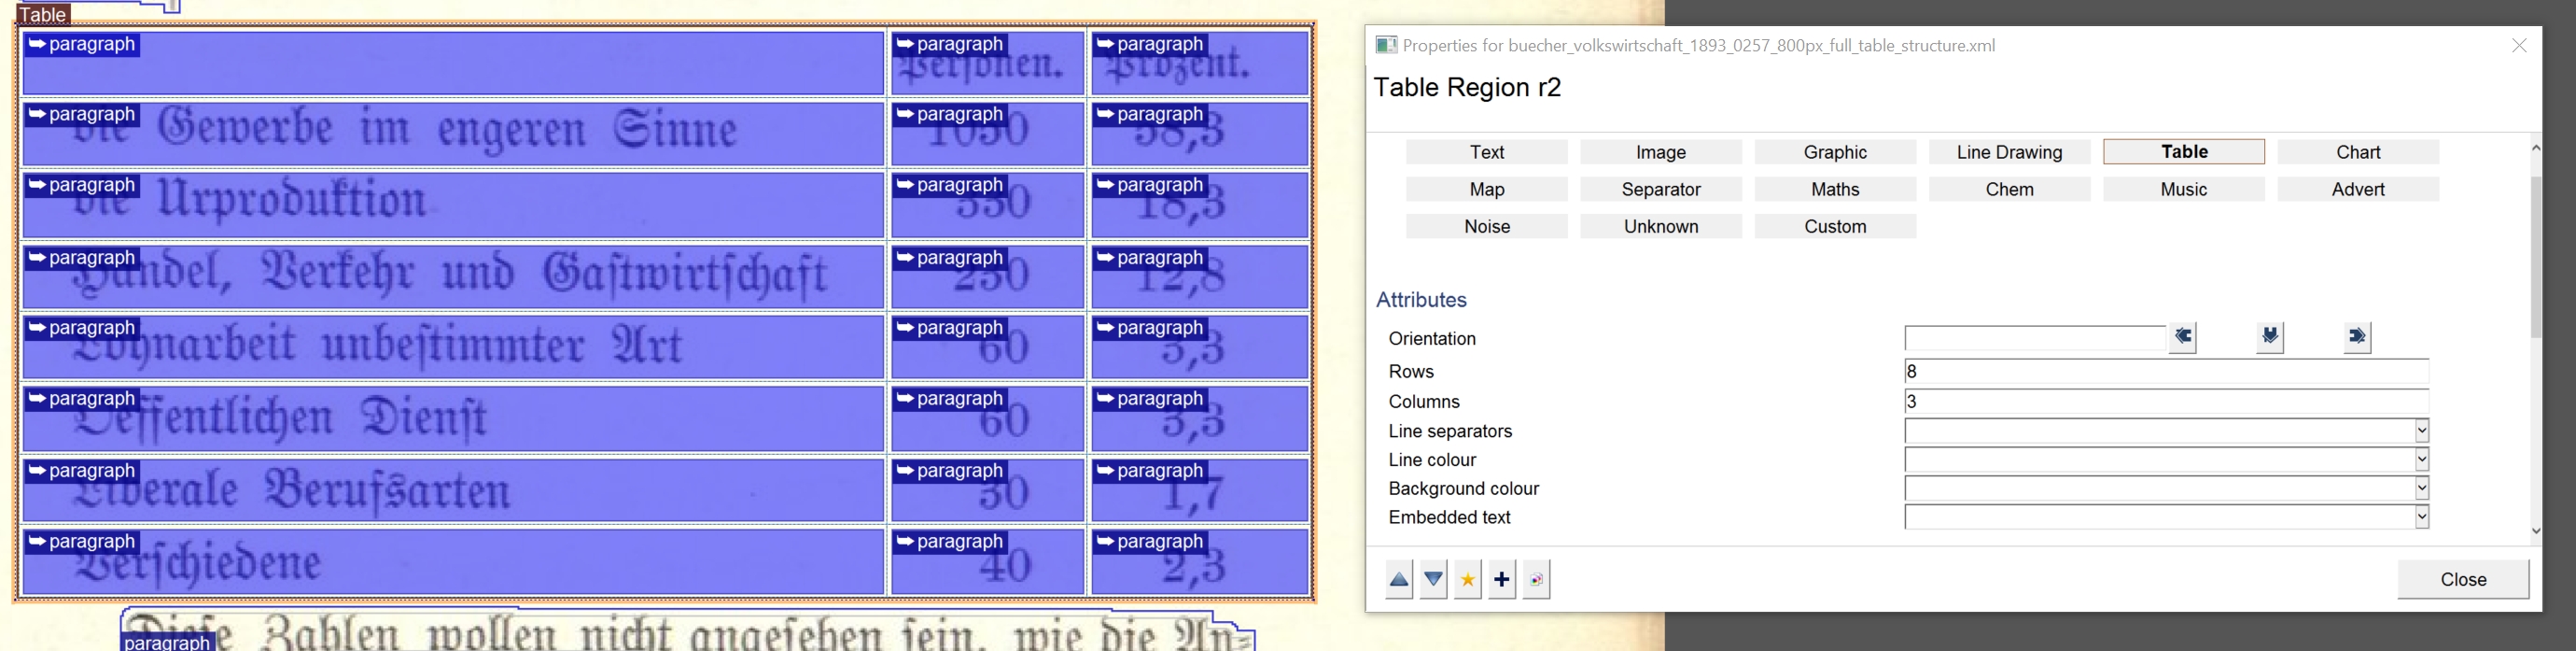 Table
paragraph paragraph paragraph
Personen. Prozent.
paragraph paragraph paragraph
die Gewerbe im engeren Sinne 1050 58,3
paragraph paragraph paragraph
die Urproduktion 330 18,3
paragraph paragraph paragraph
Handel, Verkehr und Gaſtwirtſchaft 230 12,8
paragraph paragraph paragraph
Lohnarbeit unbeſtimmter Art 60 3,3
paragraph paragraph paragraph
Oeffentlichen Dienſt 60 3,3
paragraph paragraph paragraph
Liberale Berufsarten 30 1,7
paragraph paragraph paragraph
Verſchiedene 40 2,3
paragraph
Dieſe Zahlen wollen nicht angeſehen ſein, wie die An-
Properties for buecher_volkswirtschaft_1893_0257_800px_full_table_structure.xml
Table Region r2
Text Image Graphic Line Drawing Table Chart
Map Separator Maths Chem Music Advert
Noise Unknown Custom
Attributes
Orientation
Rows 8
Columns 3
Line separators
Line colour
Background colour
Embedded text
Close